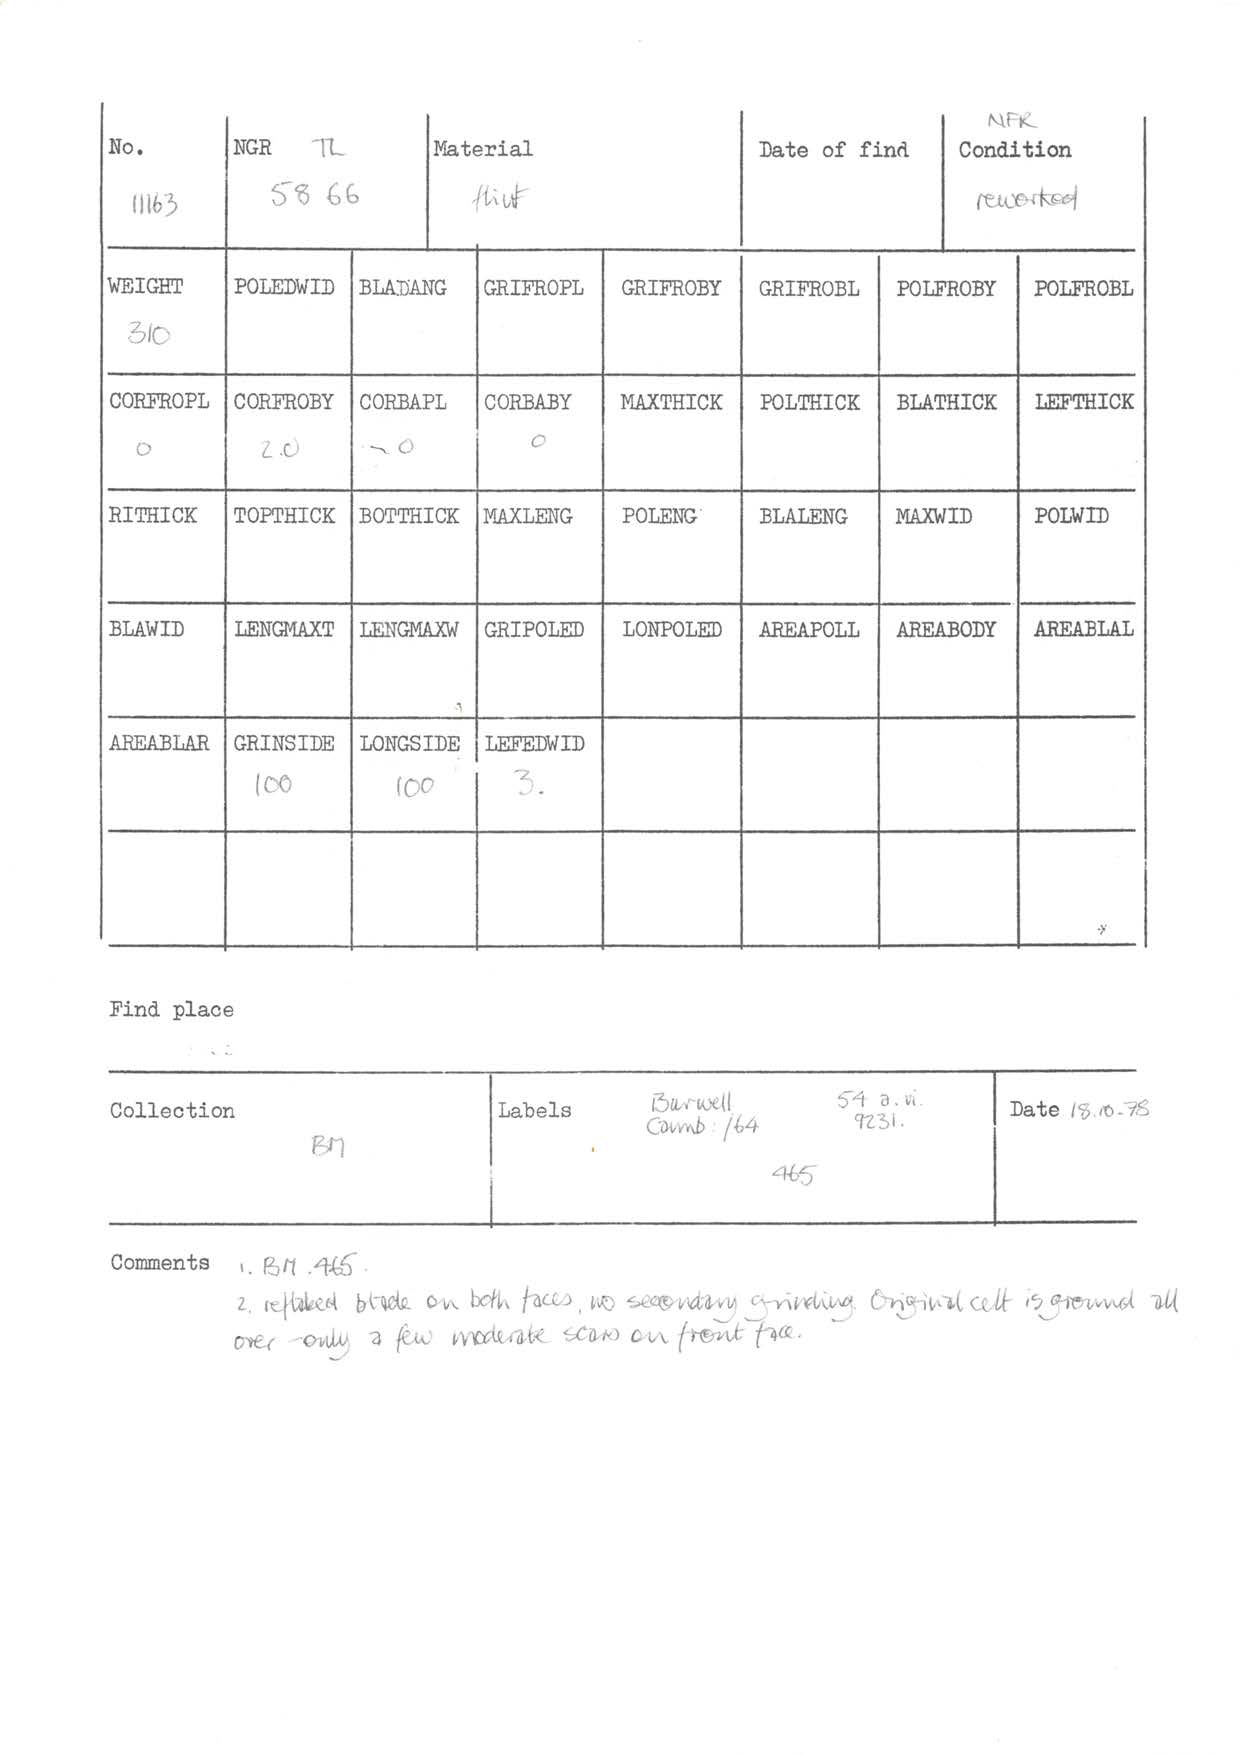 NFR
No. NGR TL Material Date of find Condition
11163 58 66 flint reworked
WEIGHT POLEDWID BLADANG GRIFROPL GRIFROBY GRIFROBL POLFROBY POLFROBL
310
CORFROPL CORFROBY CORBAPL CORBABY MAXTHICK POLTHICK BLATHICK LEFTHICK
0 2.0 0 0
RITHICK TOPTHICK BOTTHICK MAXLENG POLENG BLALENG MAXWID POLWID
BLAWID LENGMAXT LENGMAXW GRIPOLED LONPOLED AREAPOLL AREABODY AREABLAL
AREABLAR GRINSIDE LONGSIDE LEFEDWID
100 100 3.
Find place
Collection Labels Burwell 54 a.vi. Date 18.10.78
BM Camb: /64 9231.
465
Comments 1. BM .465.
2. reflaked blade on both faces, no secondary grinding. Original celt is ground all
over - only a few moderate scars on front face.